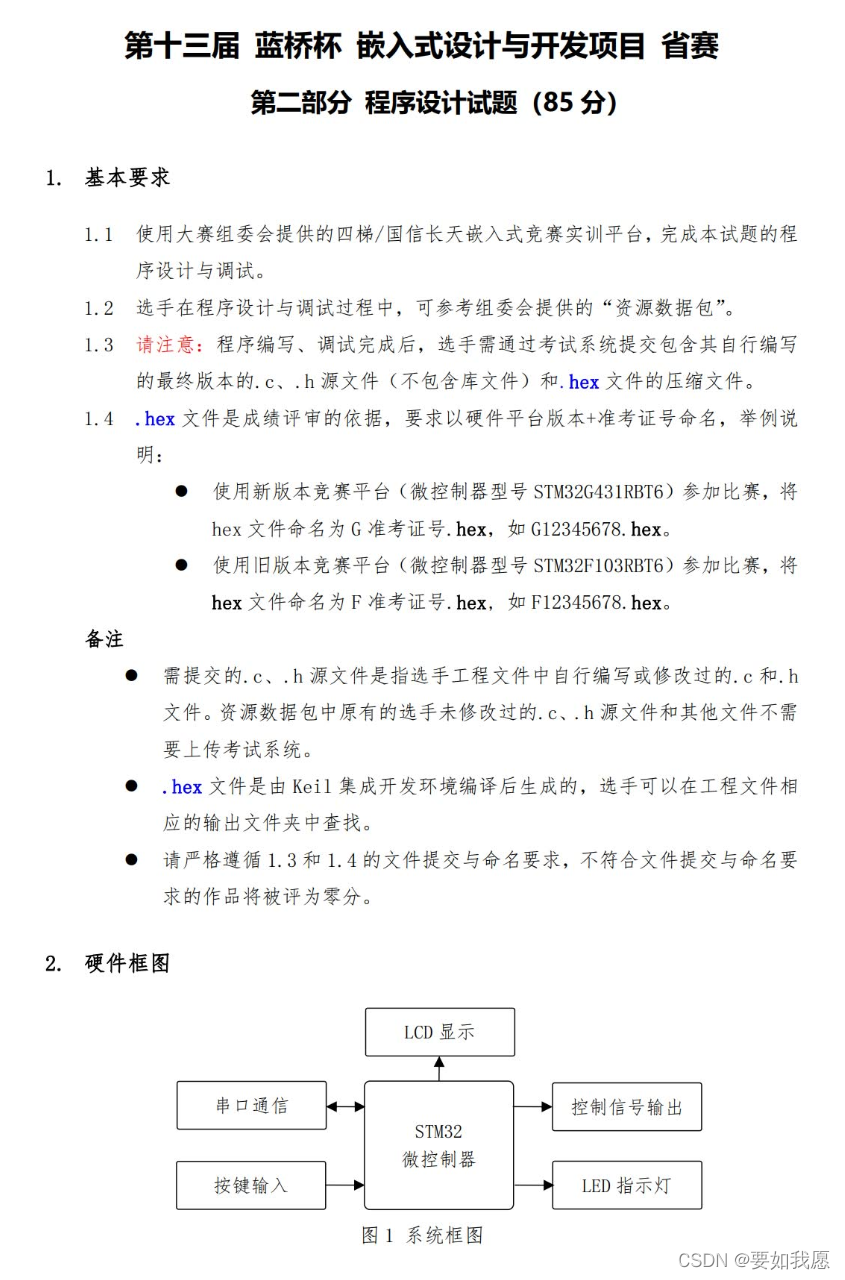 第十三届 蓝桥杯 嵌入式设计与开发项目 省赛
第二部分 程序设计试题（85 分）
1. 基本要求
1.1 使用大赛组委会提供的四梯/国信长天嵌入式竞赛实训平台，完成本试题的程
序设计与调试。
1.2 选手在程序设计与调试过程中，可参考组委会提供的“资源数据包”。
1.3 请注意：程序编写、调试完成后，选手需通过考试系统提交包含其自行编写
的最终版本的.c、.h 源文件（不包含库文件）和.hex 文件的压缩文件。
1.4 .hex 文件是成绩评审的依据，要求以硬件平台版本+准考证号命名，举例说
明：
● 使用新版本竞赛平台（微控制器型号 STM32G431RBT6）参加比赛，将
hex 文件命名为 G 准考证号.hex，如 G12345678.hex。
● 使用旧版本竞赛平台（微控制器型号 STM32F103RBT6）参加比赛，将
hex 文件命名为 F 准考证号.hex，如 F12345678.hex。
备注
● 需提交的.c、.h 源文件是指选手工程文件中自行编写或修改过的.c 和.h
文件。资源数据包中原有的选手未修改过的.c、.h 源文件和其他文件不需
要上传考试系统。
● .hex 文件是由 Keil 集成开发环境编译后生成的，选手可以在工程文件相
应的输出文件夹中查找。
● 请严格遵循 1.3 和 1.4 的文件提交与命名要求，不符合文件提交与命名要
求的作品将被评为零分。
2. 硬件框图
LCD 显示
串口通信
控制信号输出
STM32
微控制器
按键输入
LED 指示灯
图 1 系统框图
CSDN @要如我愿